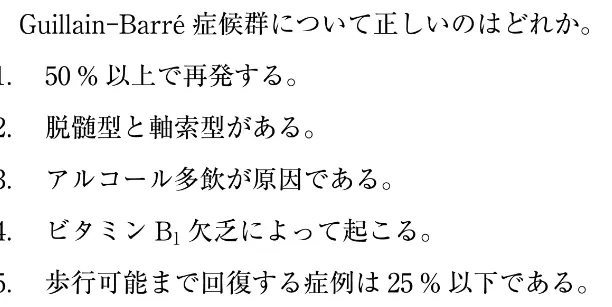 Guillain-Barré 症候群について正しいのはどれか。
1. 50 % 以上で再発する。
2. 脱髄型と軸索型がある。
3. アルコール多飲が原因である。
4. ビタミン B₁ 欠乏によって起こる。
5. 歩行可能まで回復する症例は 25 % 以下である。